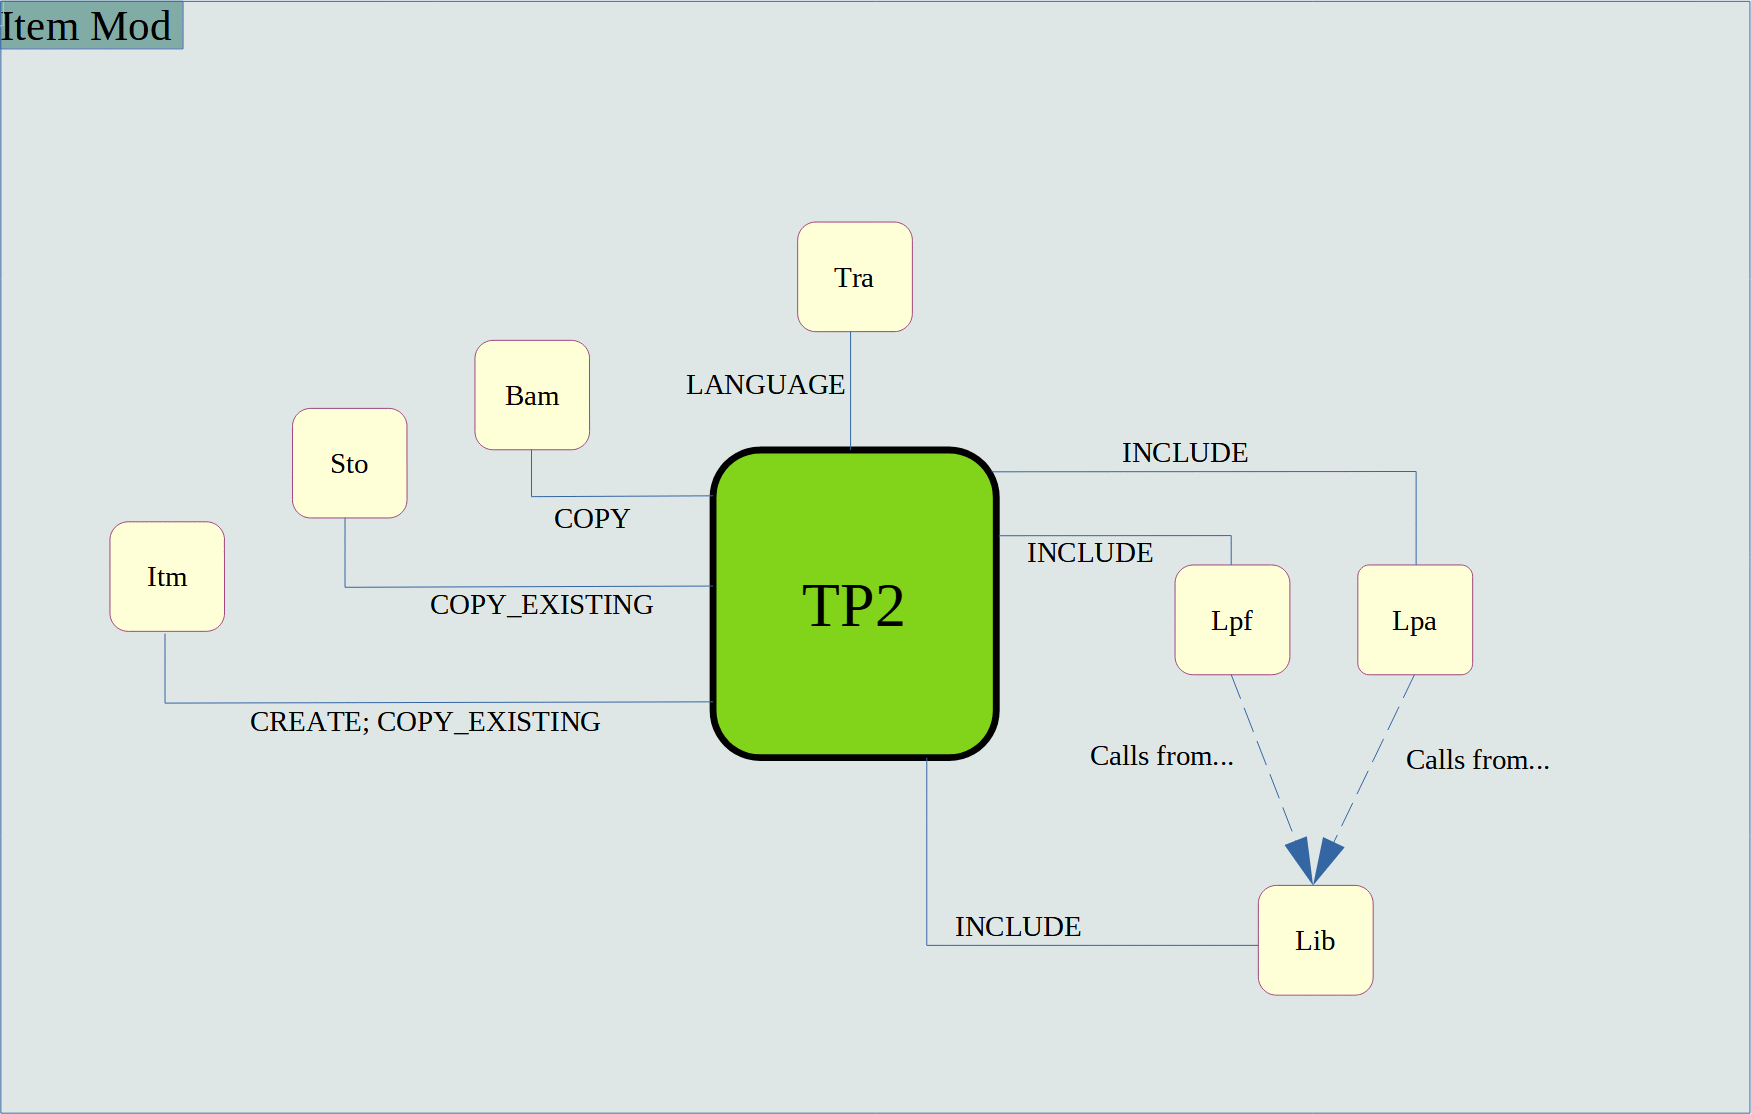 Item Mod
Tra
LANGUAGE
Bam
Sto
INCLUDE
COPY
INCLUDE
Itm
COPY_EXISTING
TP2
Lpf
Lpa
CREATE; COPY_EXISTING
Calls from...
Calls from...
INCLUDE
Lib